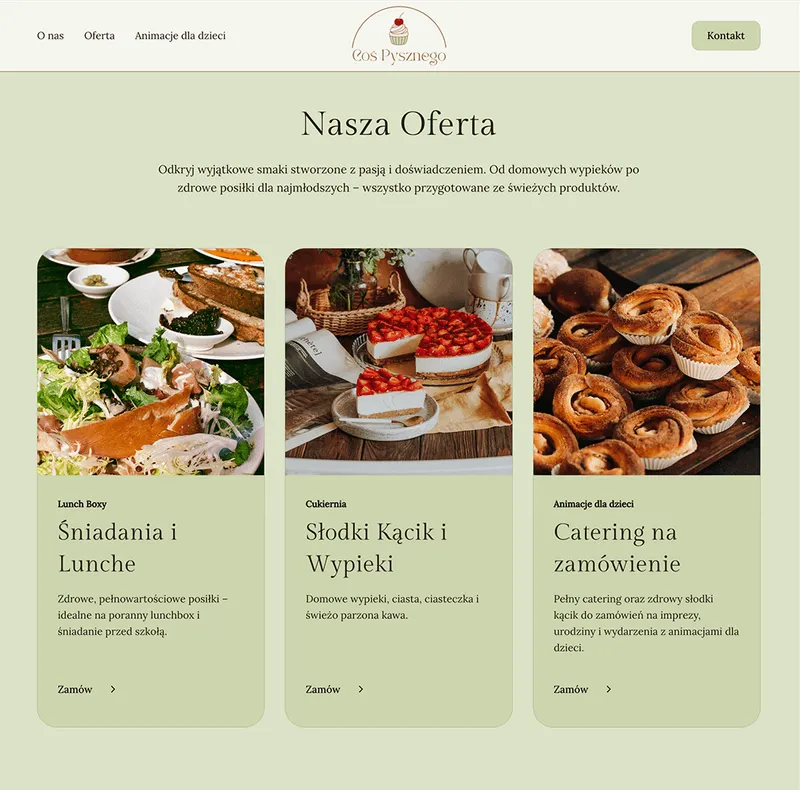 O nas
Oferta
Animacje dla dzieci
Coś Pysznego
Kontakt
Nasza Oferta
Odkryj wyjątkowe smaki stworzone z pasją i doświadczeniem. Od domowych wypieków po
zdrowe posiłki dla najmłodszych – wszystko przygotowane ze świeżych produktów.
Lunch Boxy
Śniadania i
Lunche
Zdrowe, pełnowartościowe posiłki –
idealne na poranny lunchbox i
śniadanie przed szkołą.
Zamów
Cukiernia
Słodki Kącik i
Wypieki
Domowe wypieki, ciasta, ciasteczka i
świeżo parzona kawa.
Zamów
Animacje dla dzieci
Catering na
zamówienie
Pełny catering oraz zdrowy słodki
kącik do zamówień na imprezy,
urodziny i wydarzenia z animacjami dla
dzieci.
Zamów